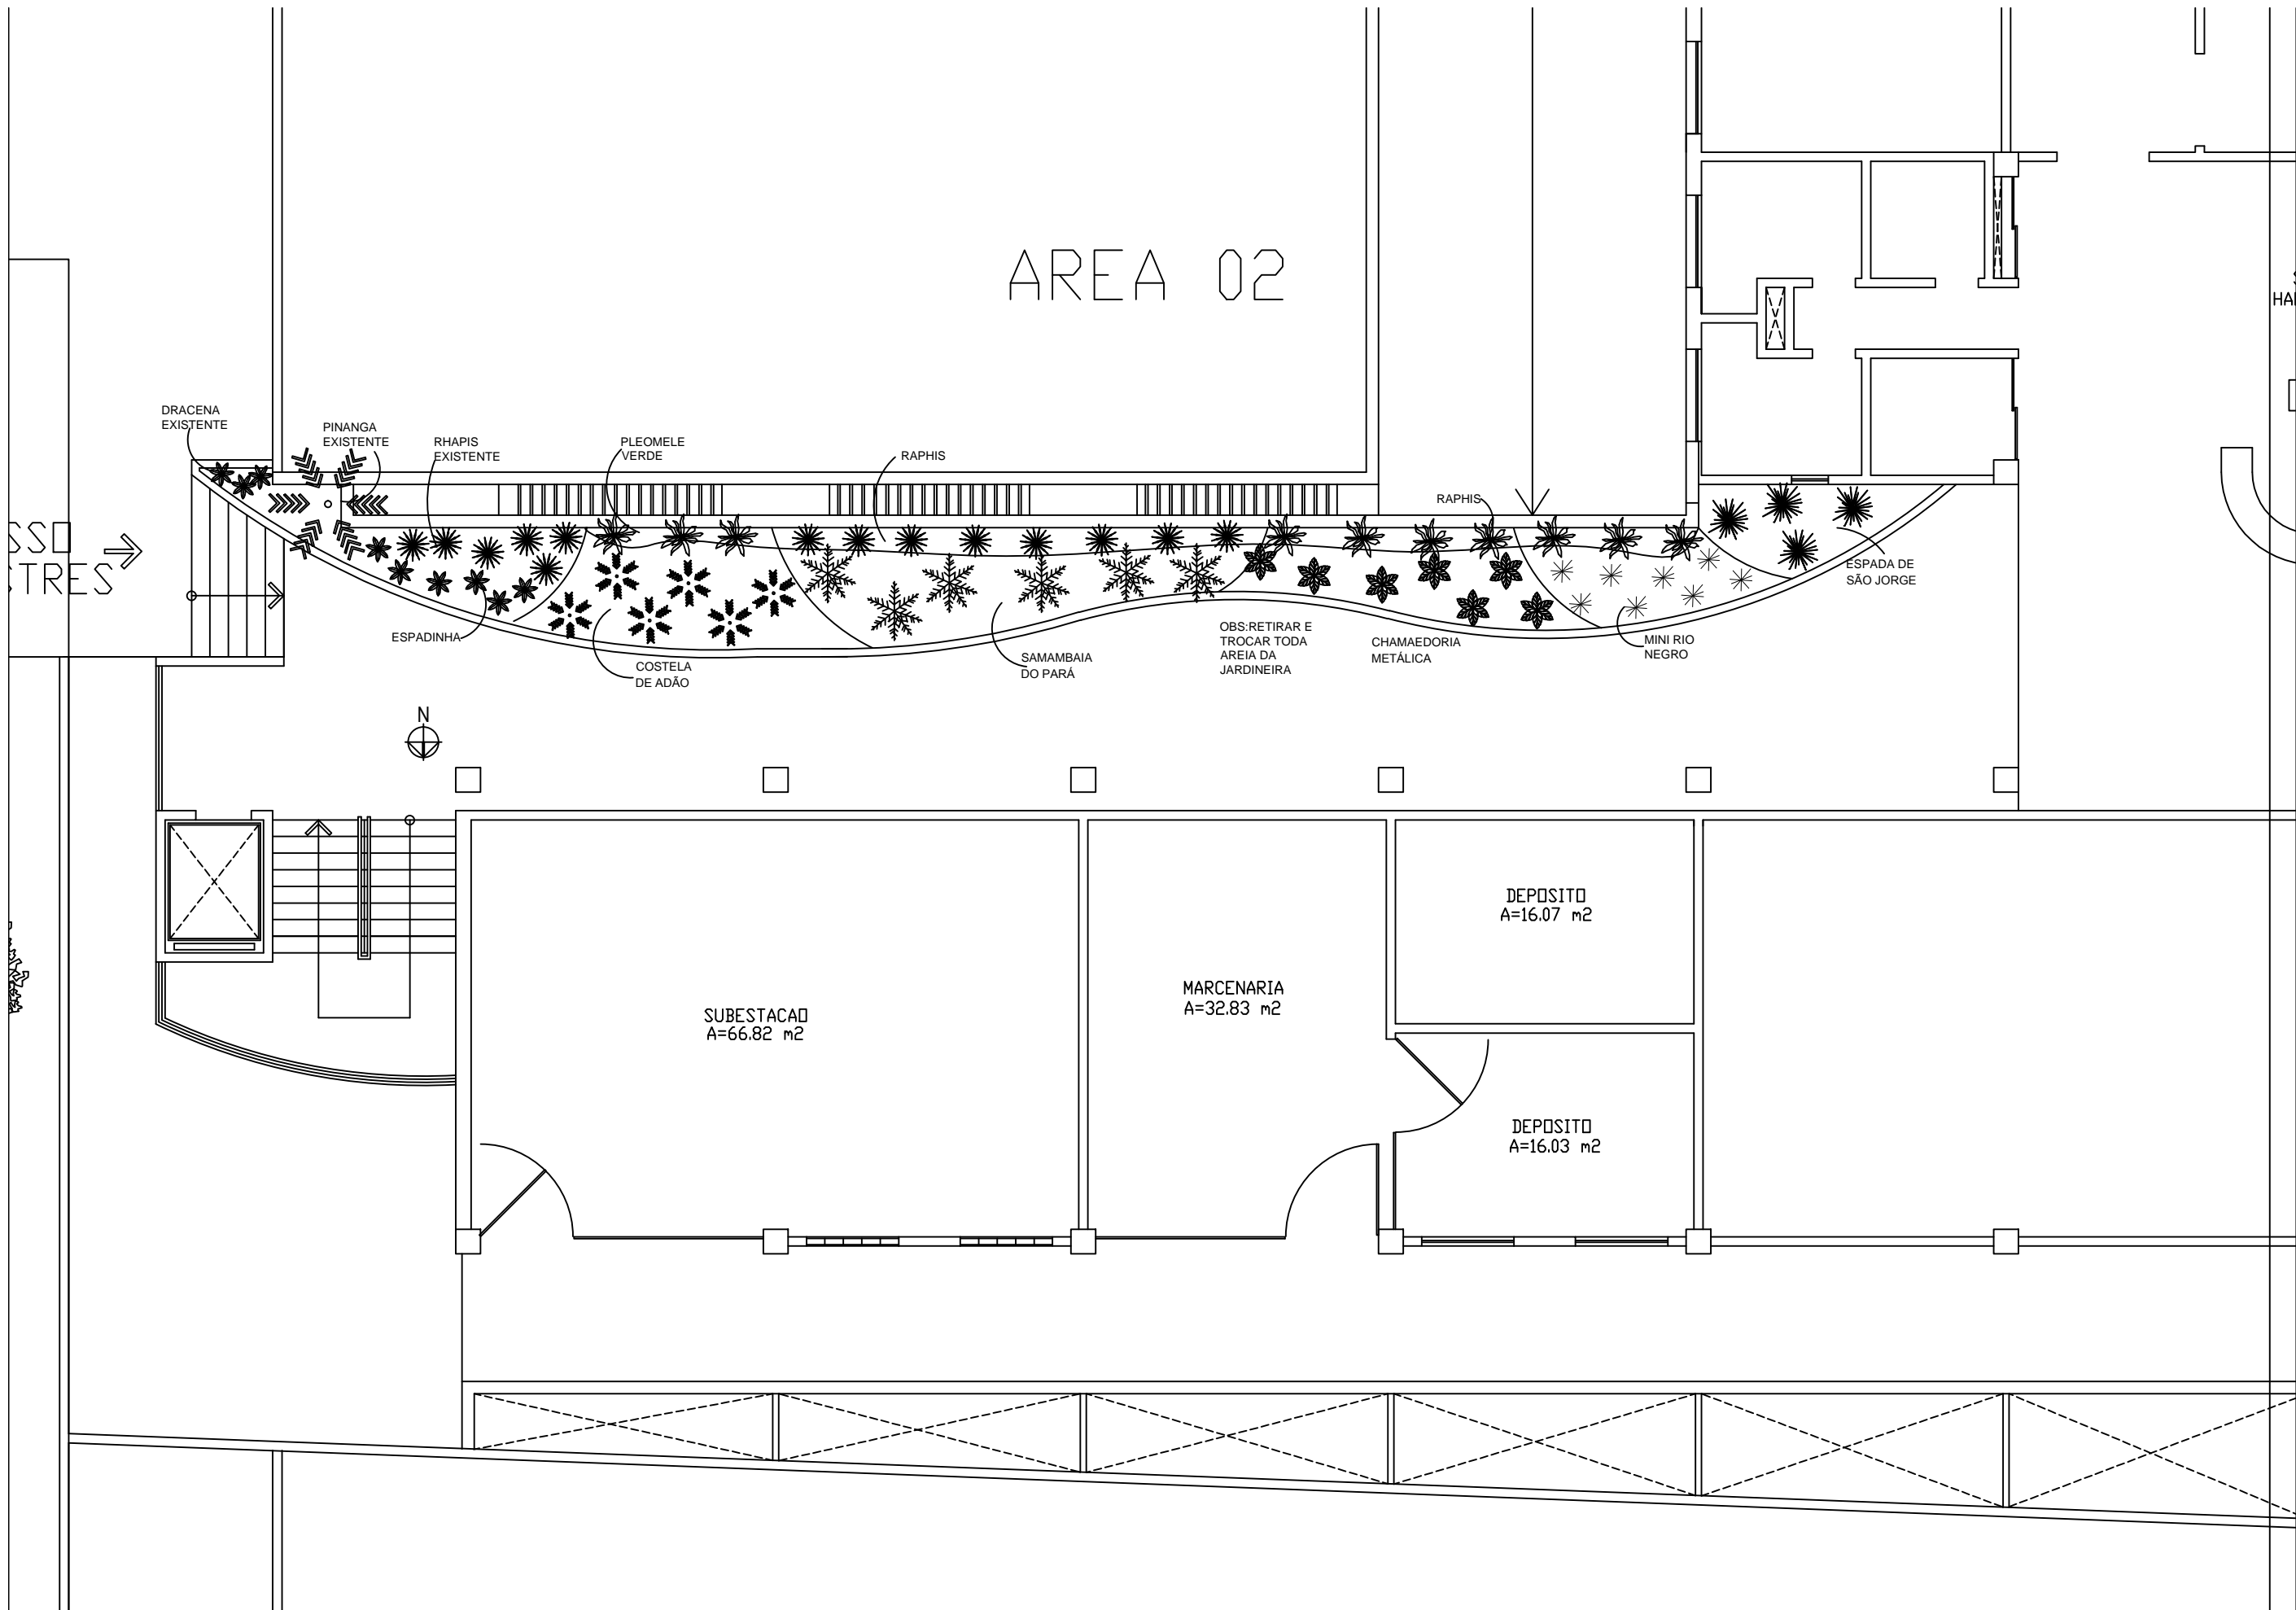 AREA 02
DRACENA
EXISTENTE
PINANGA
EXISTENTE
RHAPIS
EXISTENTE
PLEOMELE
VERDE
RAPHIS
RAPHIS
ESPADA DE
SÃO JORGE
ESPADINHA
COSTELA
DE ADÃO
SAMAMBAIA
DO PARÁ
OBS:RETIRAR E
TROCAR TODA
AREIA DA
JARDINEIRA
CHAMAEDORIA
METÁLICA
MINI RIO
NEGRO
N
DEPOSITO
A=16.07 m2
MARCENARIA
A=32.83 m2
SUBESTACAO
A=66.82 m2
DEPOSITO
A=16.03 m2